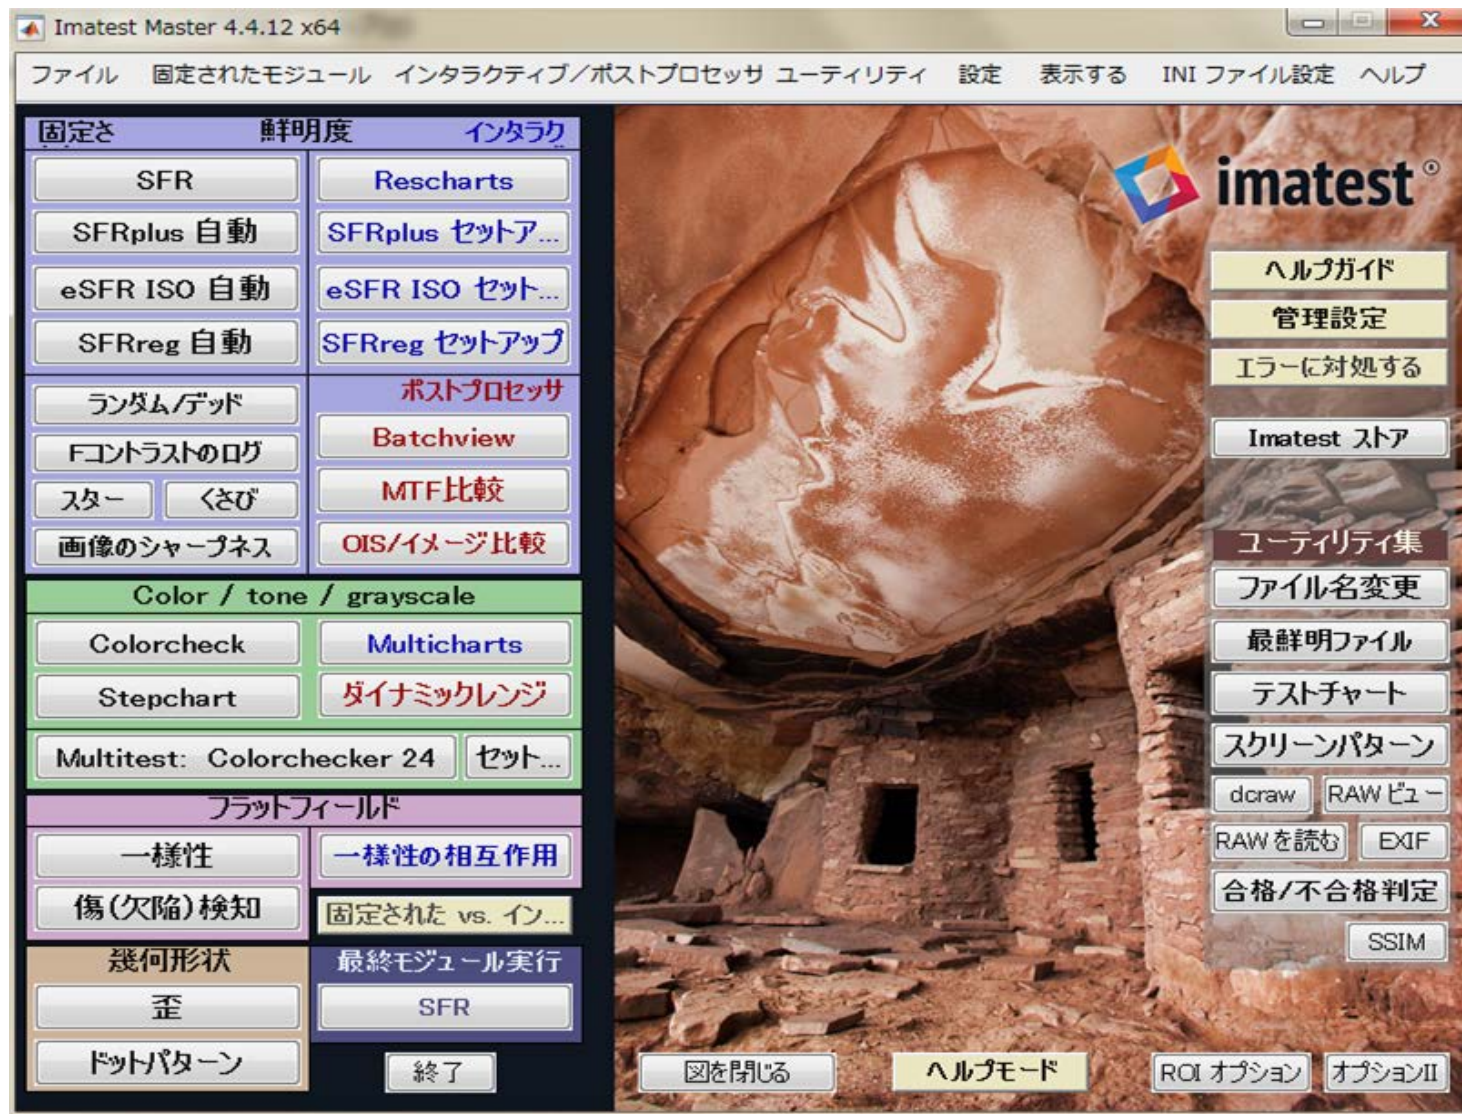 Imatest Master 4.4.12 x64
ファイル 固定されたモジュール インタラクティブ／ポストプロセッサ ユーティリティ 設定 表示する INI ファイル設定 ヘルプ
固定さ 鮮明度 インタラク
SFR Rescharts
SFRplus 自動 SFRplus セットア...
eSFR ISO 自動 eSFR ISO セット...
SFRreg 自動 SFRreg セットアップ
ランダム/デッド
ポストプロセッサ
Fコントラストのログ
Batchview
スター くさび
MTF比較
画像のシャープネス
OIS/イメージ比較
Color / tone / grayscale
Colorcheck Multicharts
Stepchart ダイナミックレンジ
Multitest: Colorchecker 24 セット...
フラットフィールド
一様性 一様性の相互作用
傷(欠陥)検知 固定された vs. イン...
幾何形状 最終モジュール実行
歪 SFR
ドットパターン 終了
imatest®
ヘルプガイド
管理設定
エラーに対処する
Imatest ストア
ユーティリティ集
ファイル名変更
最鮮明ファイル
テストチャート
スクリーンパターン
dcraw RAW ビュー
RAW を読む EXIF
合格/不合格判定
SSIM
図を閉じる ヘルプモード ROI オプション オプションII